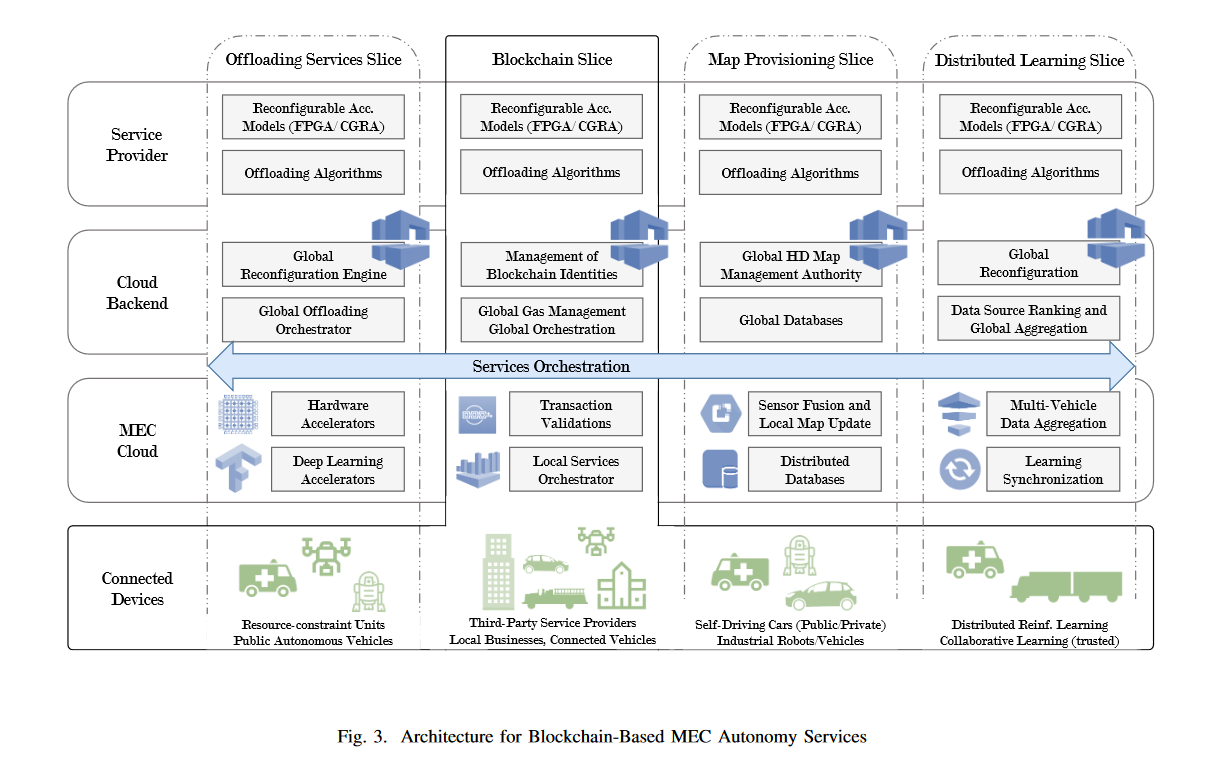 Offloading Services Slice
Blockchain Slice
Map Provisioning Slice
Distributed Learning Slice
Service
Provider
Reconfigurable Acc.
Models (FPGA/ CGRA)
Reconfigurable Acc.
Models (FPGA/ CGRA)
Reconfigurable Acc.
Models (FPGA/ CGRA)
Reconfigurable Acc.
Models (FPGA/ CGRA)
Offloading Algorithms
Offloading Algorithms
Offloading Algorithms
Offloading Algorithms
Cloud
Backend
Global
Reconfiguration Engine
Management of
Blockchain Identities
Global HD Map
Management Authority
Global
Reconfiguration
Global Offloading
Orchestrator
Global Gas Management
Global Orchestration
Global Databases
Data Source Ranking and
Global Aggregation
Services Orchestration
MEC
Cloud
Hardware
Accelerators
Transaction
Validations
Sensor Fusion and
Local Map Update
Multi-Vehicle
Data Aggregation
Deep Learning
Accelerators
Local Services
Orchestrator
Distributed
Databases
Learning
Synchronization
Connected
Devices
Resource-constraint Units
Public Autonomous Vehicles
Third-Party Service Providers
Local Businesses, Connected Vehicles
Self-Driving Cars (Public/Private)
Industrial Robots/Vehicles
Distributed Reinf. Learning
Collaborative Learning (trusted)
Fig. 3. Architecture for Blockchain-Based MEC Autonomy Services